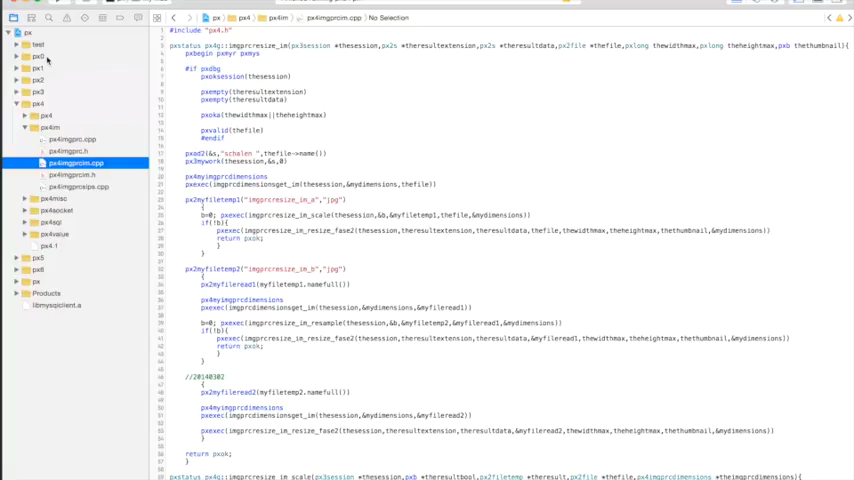 px px4 px4im px4imgprcim.cpp No Selection
px
test
px0
px1
px2
px3
px4
px4
px4im
px4imgprc.cpp
px4imgprc.h
px4imgprcim.cpp
px4imgprcim.h
px4imgprcsips.cpp
px4misc
px4socket
px4sql
px4value
px4.1
px5
px6
px
Products
libmysqlclient.a
#include "px4.h"
pxstatus px4g::imgprcresize_im(px3session *thesession,px2s *theresultextension,px2s *theresultdata,px2file *thefile,pxlong thewidthmax,pxlong theheightmax,pxb thethumbnail){
pxbegin pxmyr pxmys
#if pxdbg
pxoksession(thesession)
pxempty(theresultextension)
pxempty(theresultdata)
pxoka(thewidthmax||theheightmax)
pxvalid(thefile)
#endif
pxad2(&s,"schalen ",thefile->name())
px3mywork(thesession,&s,0)
px4myimgprcdimensions
pxexec(imgprcdimensionsget_im(thesession,&mydimensions,thefile))
px2myfiletemp1("imgprcresize_im_a","jpg")
{
b=0; pxexec(imgprcresize_im_scale(thesession,&b,&myfiletemp1,thefile,&mydimensions))
if(!b){
pxexec(imgprcresize_im_resize_fase2(thesession,theresultextension,theresultdata,thefile,thewidthmax,theheightmax,thethumbnail,&mydimensions))
return pxok;
}
}
px2myfiletemp2("imgprcresize_im_b","jpg")
{
px2myfileread1(myfiletemp1.namefull())
px4myimgprcdimensions
pxexec(imgprcdimensionsget_im(thesession,&mydimensions,&myfileread1))
b=0; pxexec(imgprcresize_im_resample(thesession,&b,&myfiletemp2,&myfileread1,&mydimensions))
if(!b){
pxexec(imgprcresize_im_resize_fase2(thesession,theresultextension,theresultdata,&myfileread1,thewidthmax,theheightmax,thethumbnail,&mydimensions))
return pxok;
}
}
//20140302
{
px2myfileread2(myfiletemp2.namefull())
px4myimgprcdimensions
pxexec(imgprcdimensionsget_im(thesession,&mydimensions,&myfileread2))
pxexec(imgprcresize_im_resize_fase2(thesession,theresultextension,theresultdata,&myfileread2,thewidthmax,theheightmax,thethumbnail,&mydimensions))
}
return pxok;
}
pxstatus px4g::imgprcresize_im_scale(px3session *thesession,pxb *theresultbool,px2filetemp *theresult,px2file *thefile,px4imgprcdimensions *theimgprcdimensions){